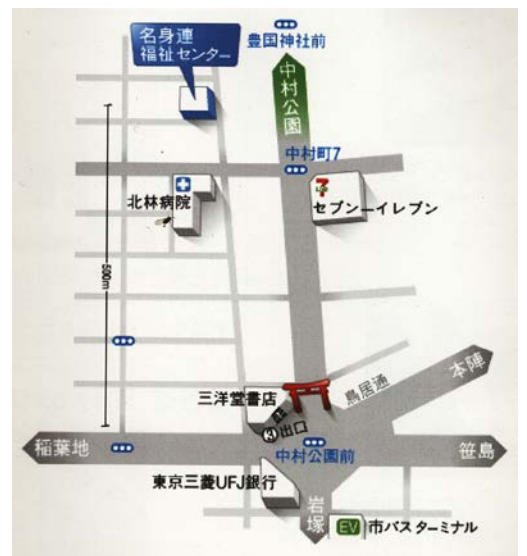 名身連
福祉センター
豊国神社前
中村公園
中村町7
北林病院
セブンーイレブン
500m
本陣
鳥居通
三洋堂書店
③出口
稲葉地
中村公園前
笹島
東京三菱UFJ銀行
岩塚
EV 市バスターミナル